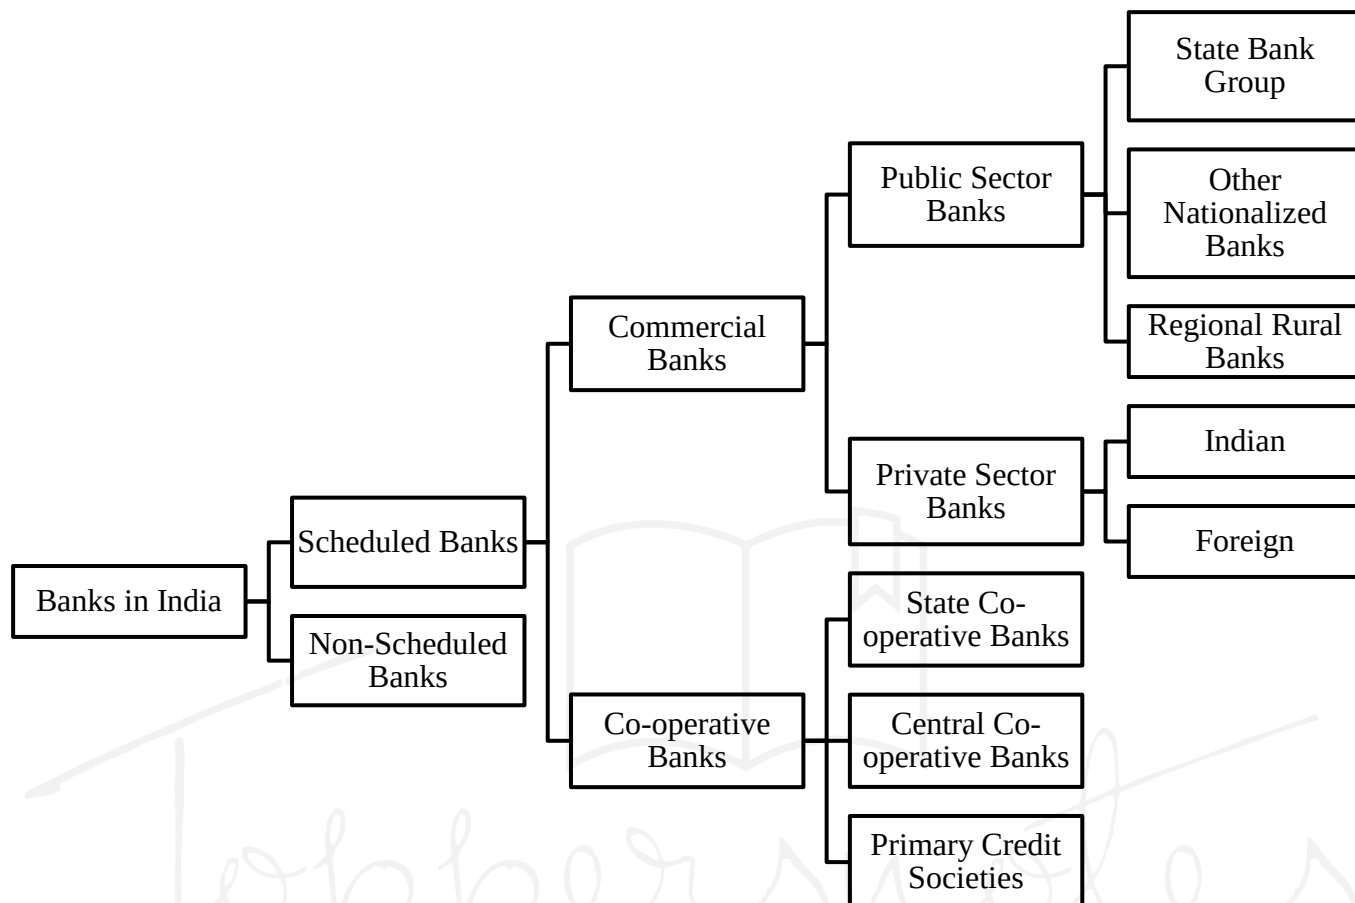 State Bank
Group
Public Sector
Banks
Other
Nationalized
Banks
Commercial
Banks
Regional Rural
Banks
Private Sector
Banks
Indian
Foreign
Scheduled Banks
Banks in India
Non-Scheduled
Banks
State Co-
operative Banks
Co-operative
Banks
Central Co-
operative Banks
Primary Credit
Societies
Toppersnotes